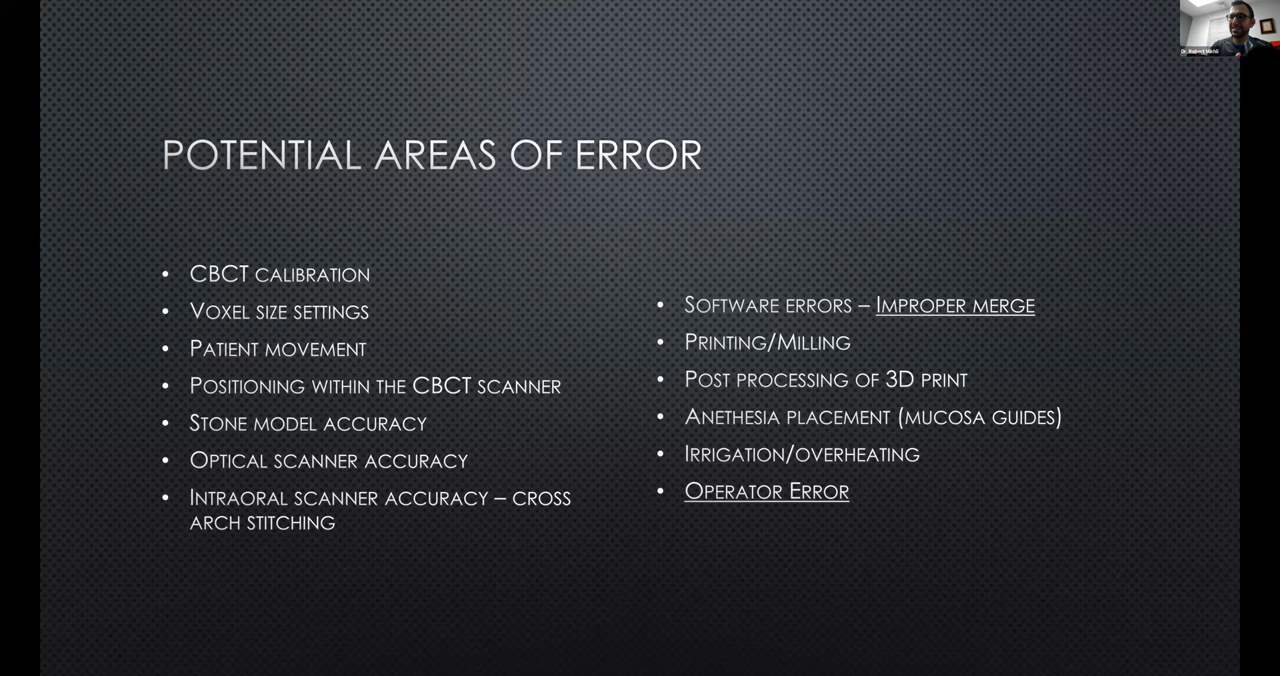 POTENTIAL AREAS OF ERROR
• CBCT CALIBRATION
• VOXEL SIZE SETTINGS
• PATIENT MOVEMENT
• POSITIONING WITHIN THE CBCT SCANNER
• STONE MODEL ACCURACY
• OPTICAL SCANNER ACCURACY
• INTRAORAL SCANNER ACCURACY – CROSS
ARCH STITCHING
• SOFTWARE ERRORS – IMPROPER MERGE
• PRINTING/MILLING
• POST PROCESSING OF 3D PRINT
• ANETHESIA PLACEMENT (MUCOSA GUIDES)
• IRRIGATION/OVERHEATING
• OPERATOR ERROR
Dr. Robert